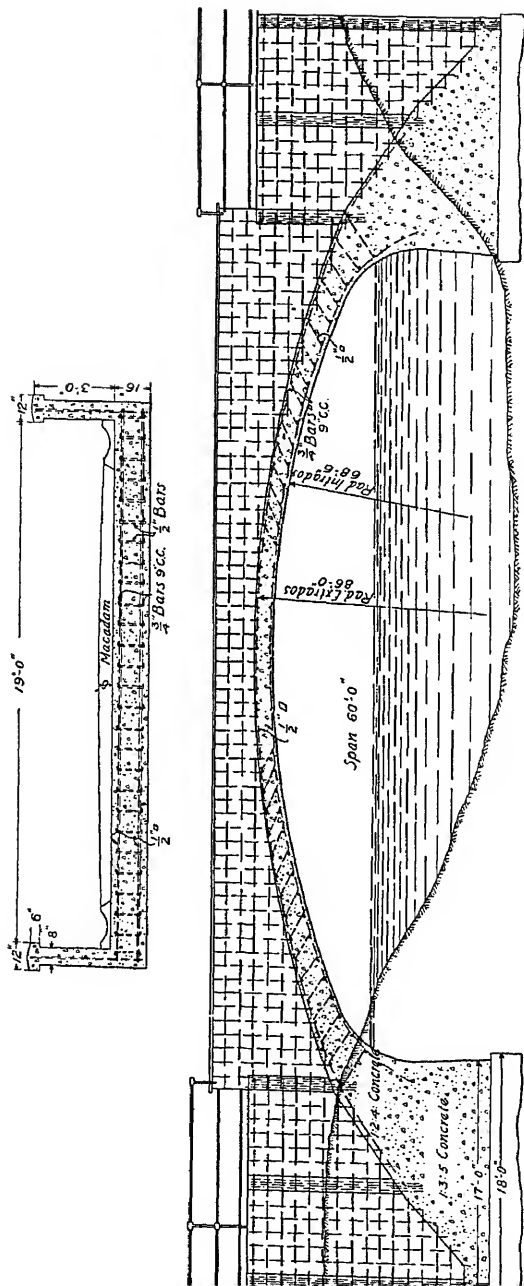 19'-0"
12"
12"
6"
8"
16"
3'-0"
Macadam
1/2"□
3/4" Bars 9"c.c.
1/2" Bars
1/2"□
1/2"□
3/4" Bars
9"c.c.
Rad. Extrados
86'-0"
Rad Intrados
68'-6"
Span 60'-0"
1·2·4 Concrete
1·3·5 Concrete.
17'-0"
18'-0"